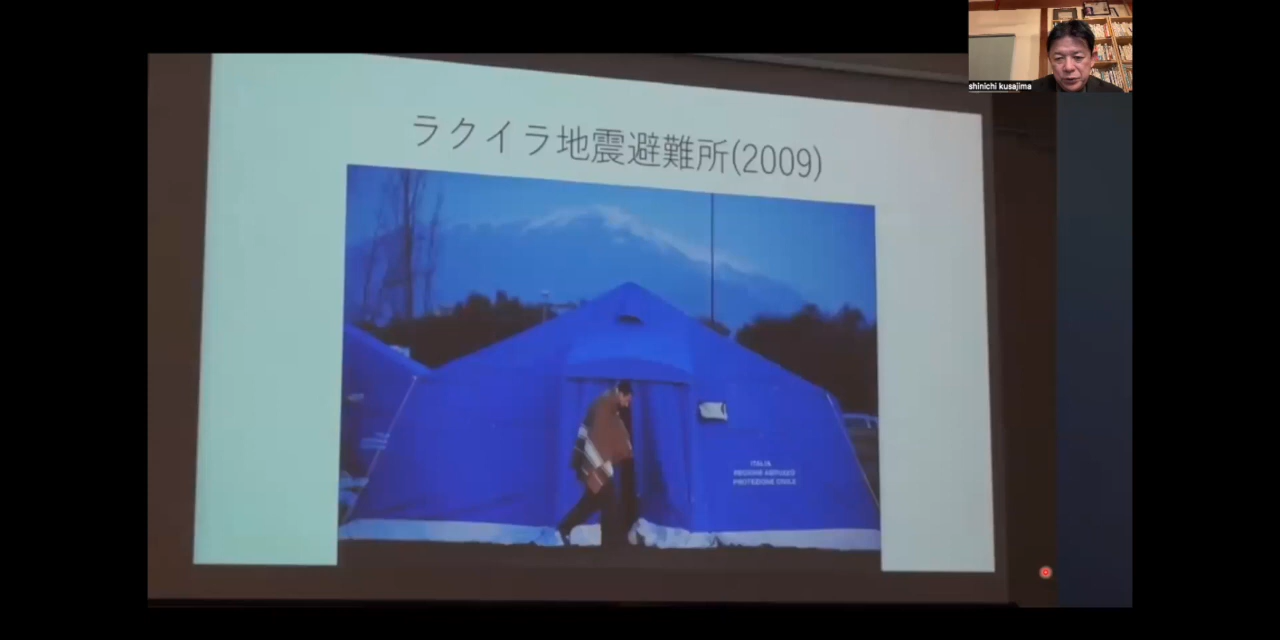 shinichi kusajima
ラクイラ地震避難所(2009)
ITALIA
REGIONE ABRUZZO
PROTEZIONE CIVILE